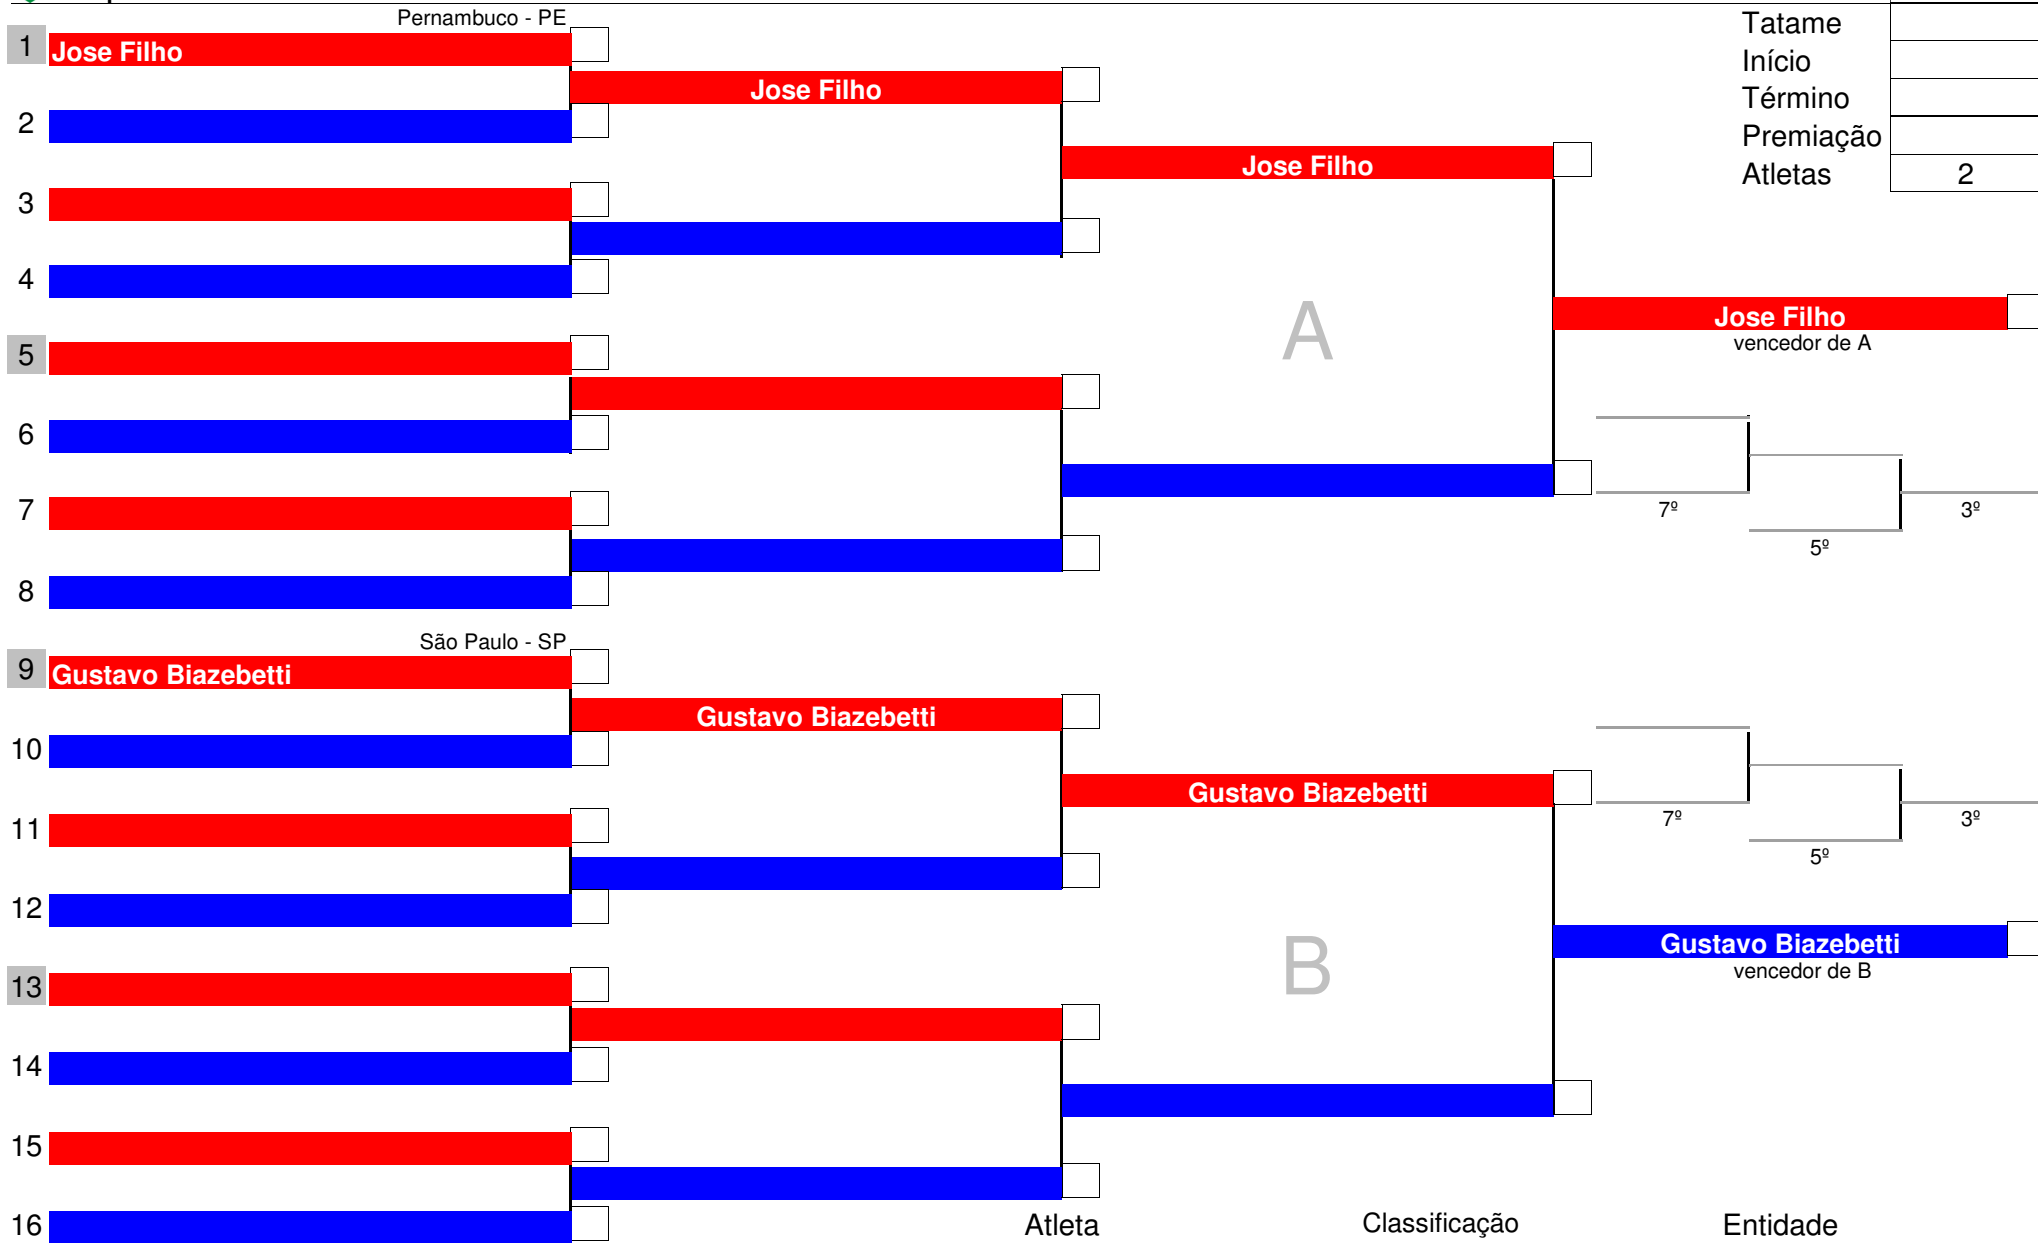 Pernambuco - PE
1 Jose Filho
Jose Filho
2
Jose Filho
3
4
Tatame
Início
Término
Premiação
Atletas 2
A
Jose Filho
vencedor de A
5
6
7
8
7º
3º
5º
São Paulo - SP
9 Gustavo Biazebetti
Gustavo Biazebetti
10
Gustavo Biazebetti
11
12
7º
3º
5º
B
Gustavo Biazebetti
vencedor de B
13
14
15
16
Atleta Classificação Entidade